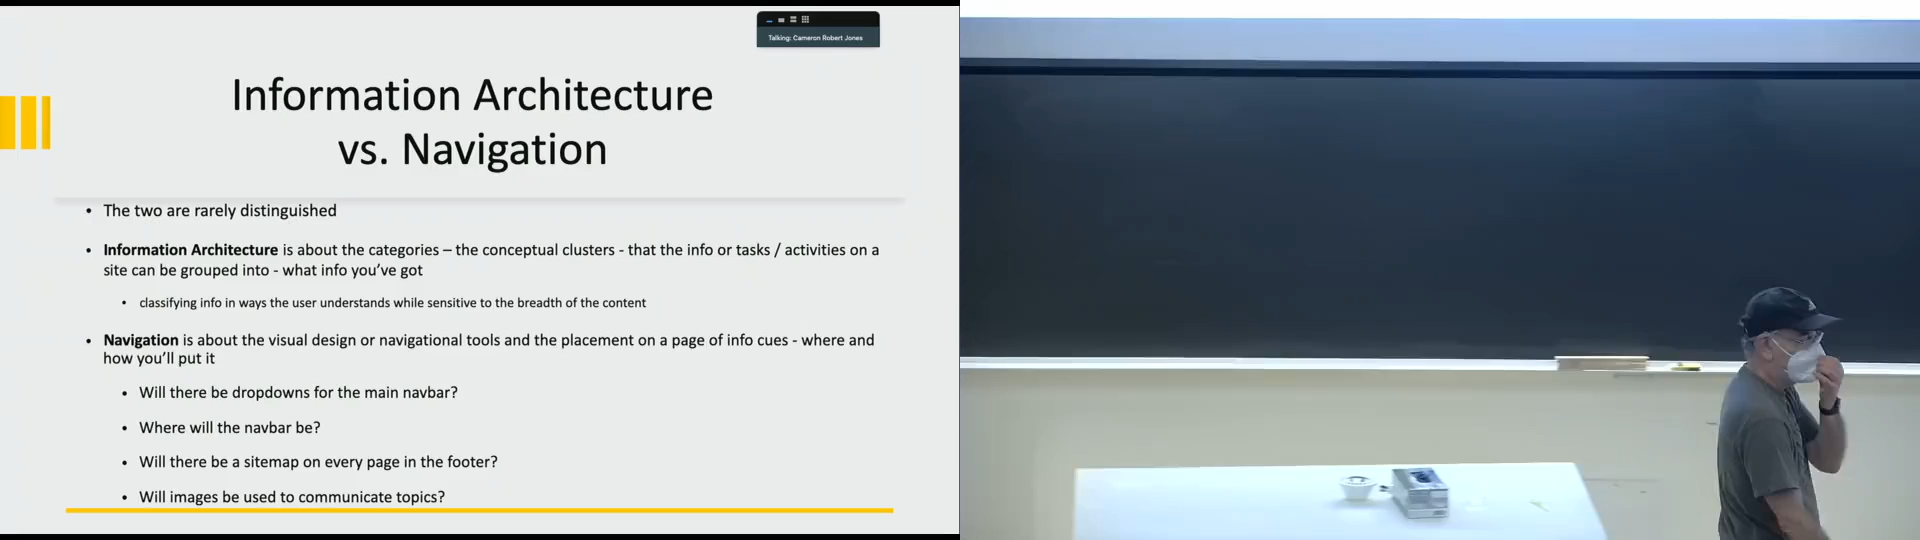 Talking: Cameron Robert Jones
Information Architecture
vs. Navigation
• The two are rarely distinguished
• Information Architecture is about the categories – the conceptual clusters - that the info or tasks / activities on a
site can be grouped into - what info you’ve got
• classifying info in ways the user understands while sensitive to the breadth of the content
• Navigation is about the visual design or navigational tools and the placement on a page of info cues - where and
how you’ll put it
• Will there be dropdowns for the main navbar?
• Where will the navbar be?
• Will there be a sitemap on every page in the footer?
• Will images be used to communicate topics?